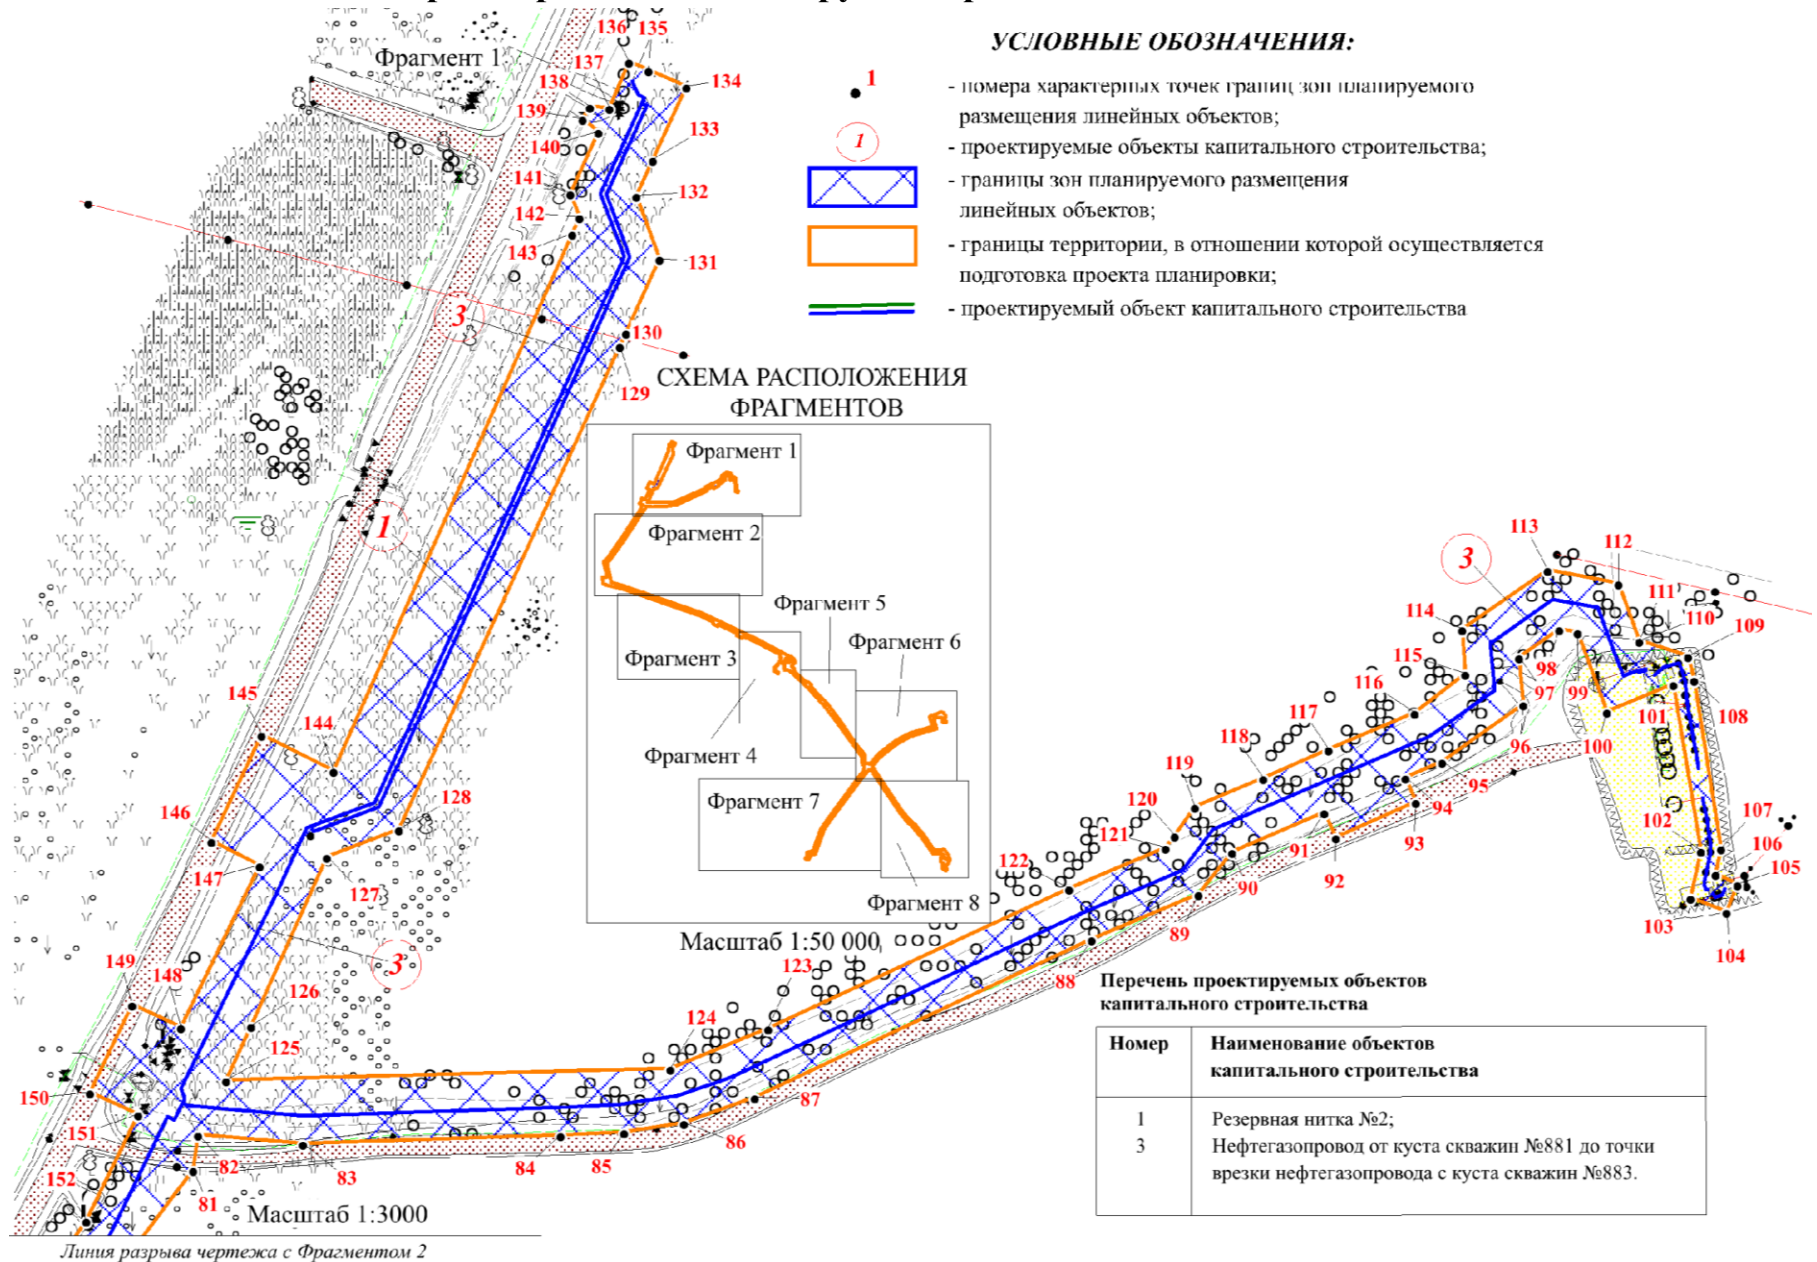 Фрагмент 1
УСЛОВНЫЕ ОБОЗНАЧЕНИЯ:
1
- номера характерных точек границ зон планируемого
размещения линейных объектов;
1
- проектируемые объекты капитального строительства;
- границы зон планируемого размещения
линейных объектов;
- границы территории, в отношении которой осуществляется
подготовка проекта планировки;
- проектируемый объект капитального строительства
136
135
137
138
134
139
133
140
141
132
142
143
131
3
130
129
СХЕМА РАСПОЛОЖЕНИЯ
ФРАГМЕНТОВ
Фрагмент 1
Фрагмент 2
Фрагмент 5
Фрагмент 6
Фрагмент 3
Фрагмент 4
Фрагмент 7
Фрагмент 8
Масштаб 1:50 000
1
145
144
146
128
147
127
3
149
148
126
125
150
151
152
82
81
83
84
85
86
87
124
123
122
121
120
119
118
117
116
115
114
3
113
112
111
110
109
98
99
97
101
108
100
96
95
94
93
92
91
90
89
88
102
107
106
105
103
104
Перечень проектируемых объектов
капитального строительства
Номер
Наименование объектов
капитального строительства
1
Резервная нитка №2;
3
Нефтегазопровод от куста скважин №881 до точки
врезки нефтегазопровода с куста скважин №883.
Масштаб 1:3000
Линия разрыва чертежа с Фрагментом 2